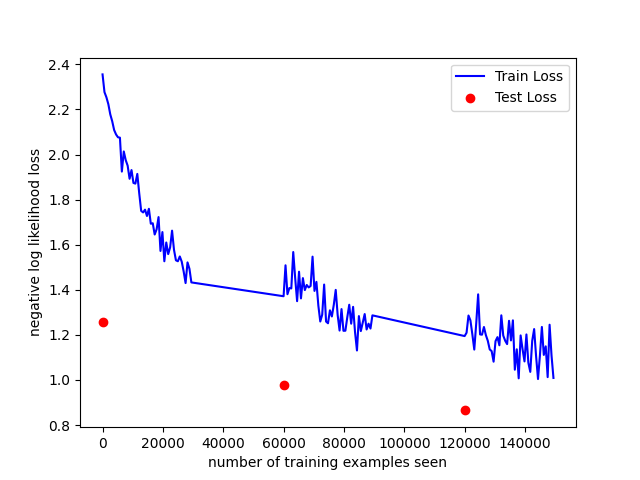 Train Loss
Test Loss
2.4
2.2
2.0
1.8
1.6
1.4
1.2
1.0
0.8
negative log likelihood loss
0 20000 40000 60000 80000 100000 120000 140000
number of training examples seen